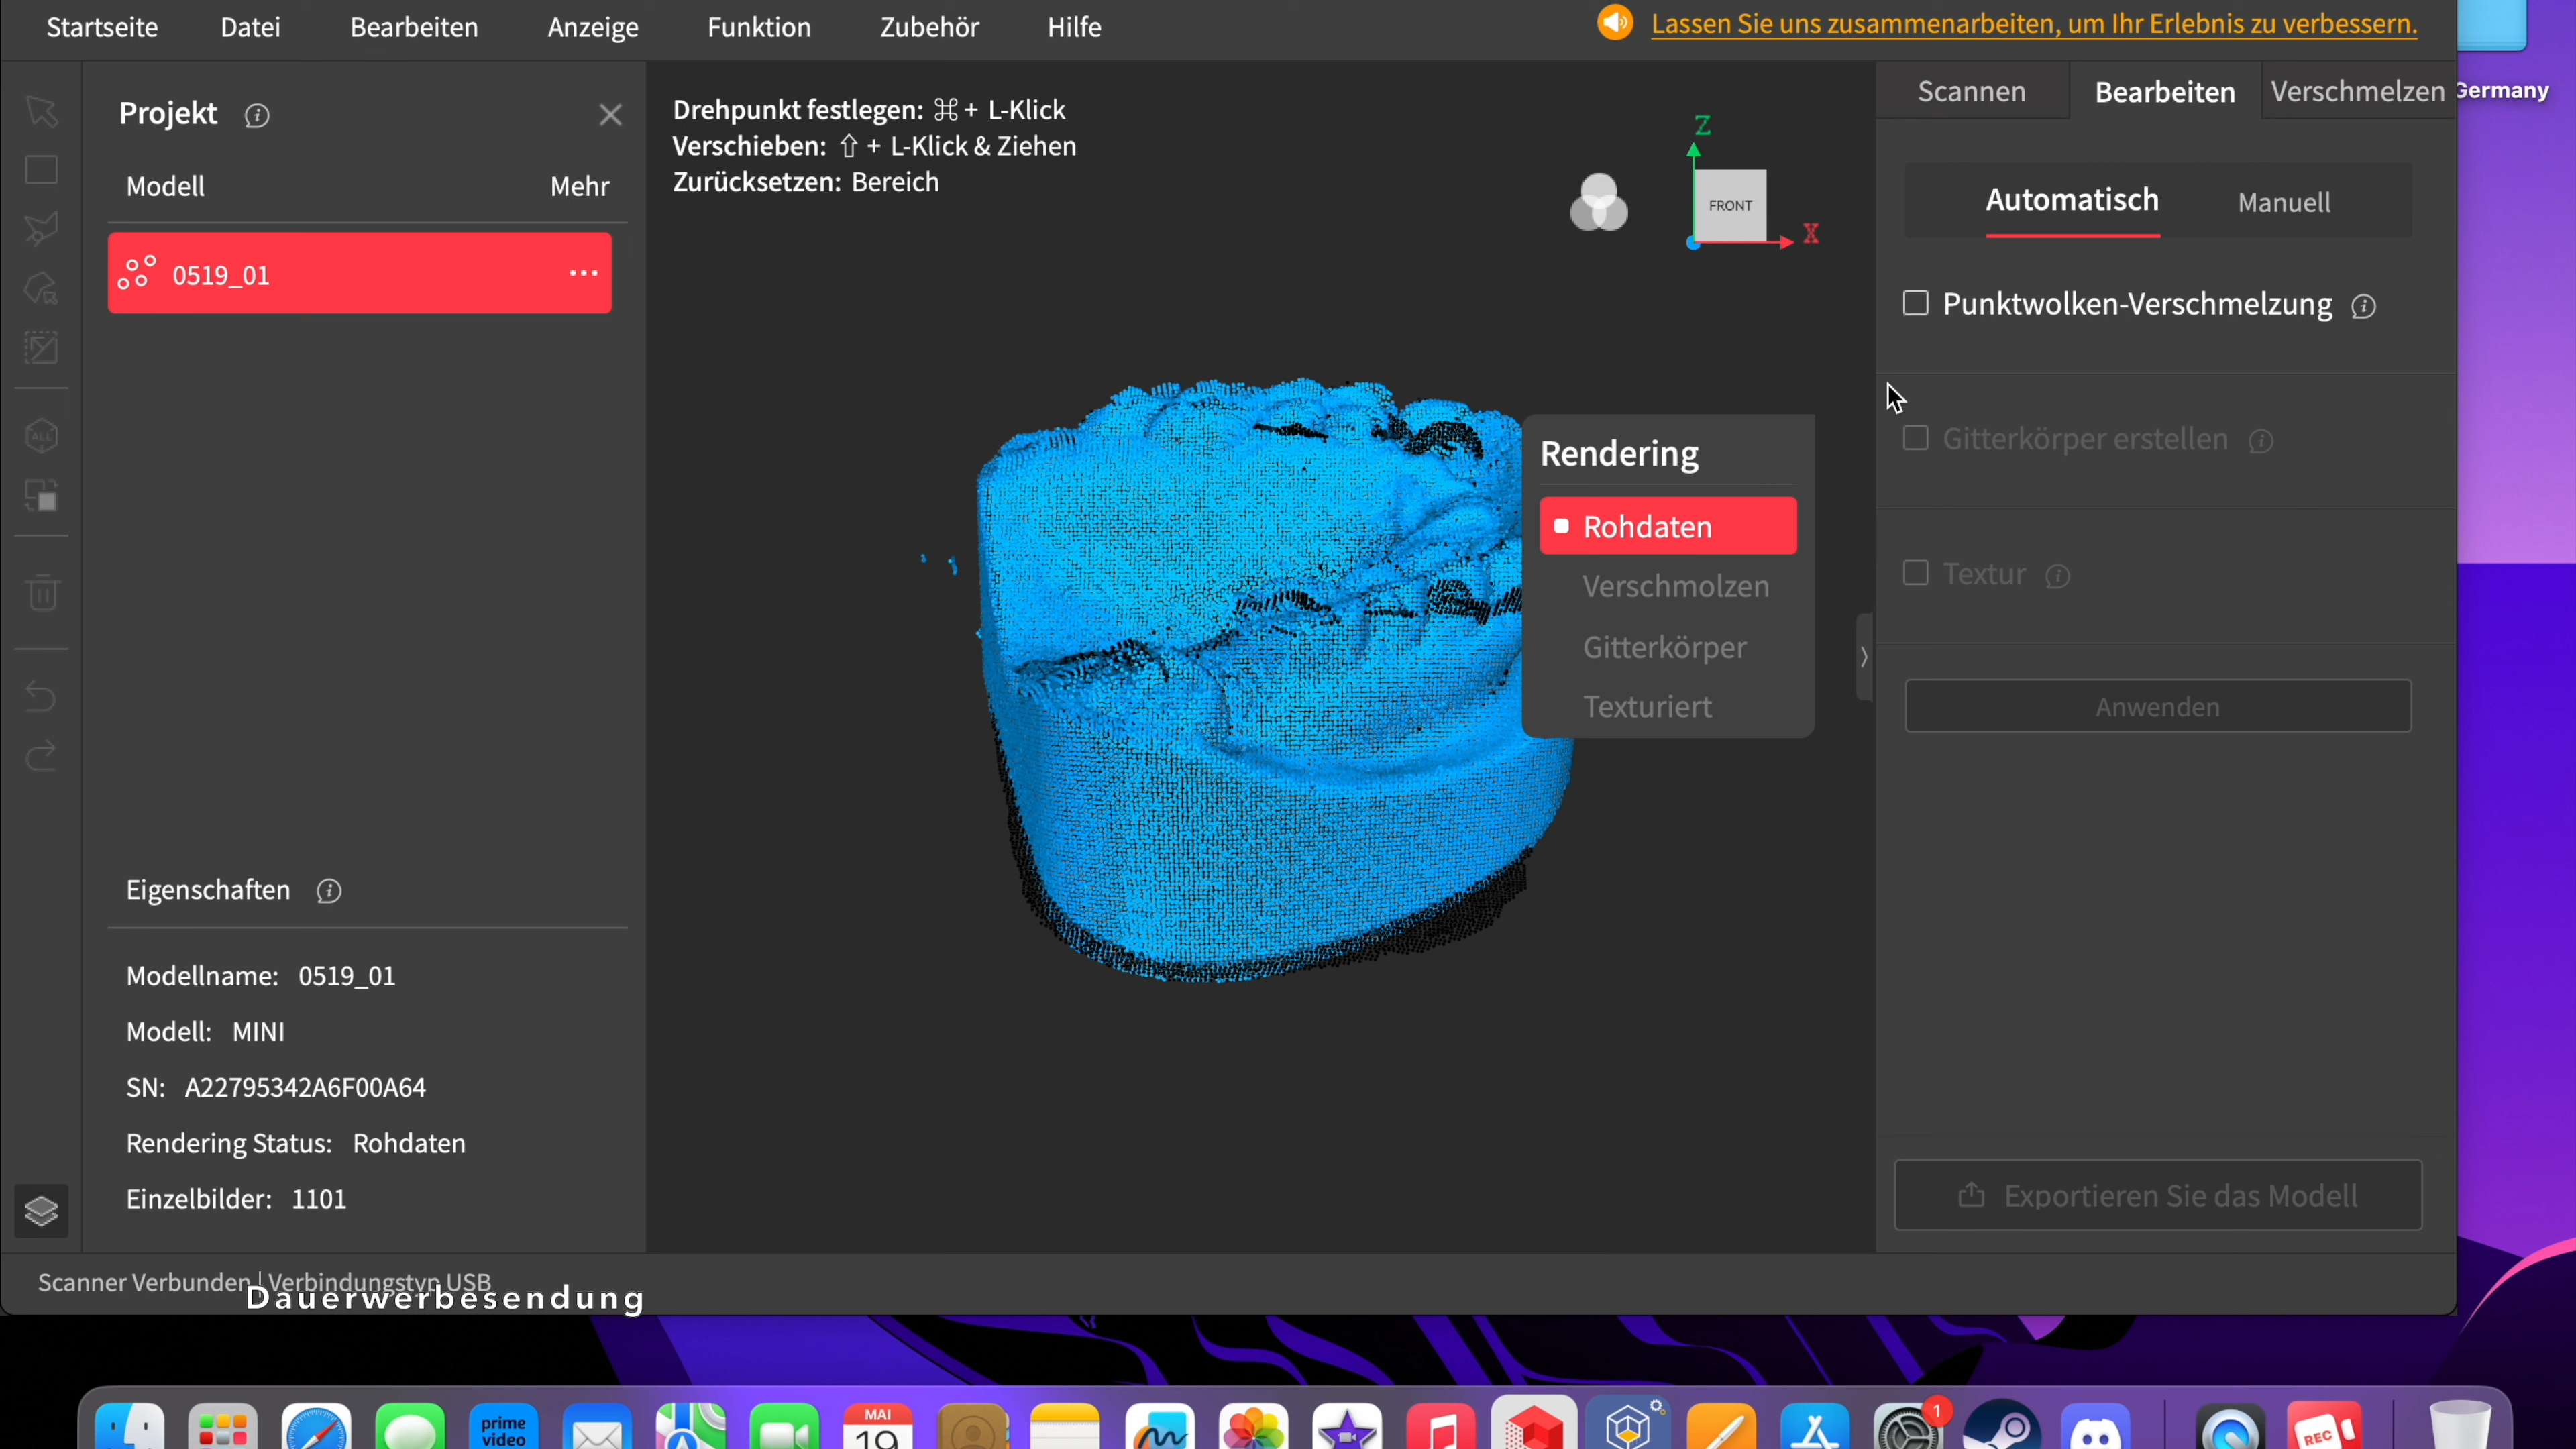 Startseite Datei Bearbeiten Anzeige Funktion Zubehör Hilfe
Lassen Sie uns zusammenarbeiten, um Ihr Erlebnis zu verbessern.
Projekt
Modell Mehr
0519_01
Eigenschaften
Modellname: 0519_01
Modell: MINI
SN: A22795342A6F00A64
Rendering Status: Rohdaten
Einzelbilder: 1101
Drehpunkt festlegen: ⌘ + L-Klick
Verschieben: ⇧ + L-Klick & Ziehen
Zurücksetzen: Bereich
Z
FRONT
X
Rendering
Rohdaten
Verschmolzen
Gitterkörper
Texturiert
Scannen Bearbeiten Verschmelzen
Automatisch Manuell
Punktwolken-Verschmelzung
Gitterkörper erstellen
Textur
Anwenden
Exportieren Sie das Modell
Germany
ALL
Scanner Verbunden | Verbindungstyp USB
Dauerwerbesendung
prime
video
MAI
19
1
REC